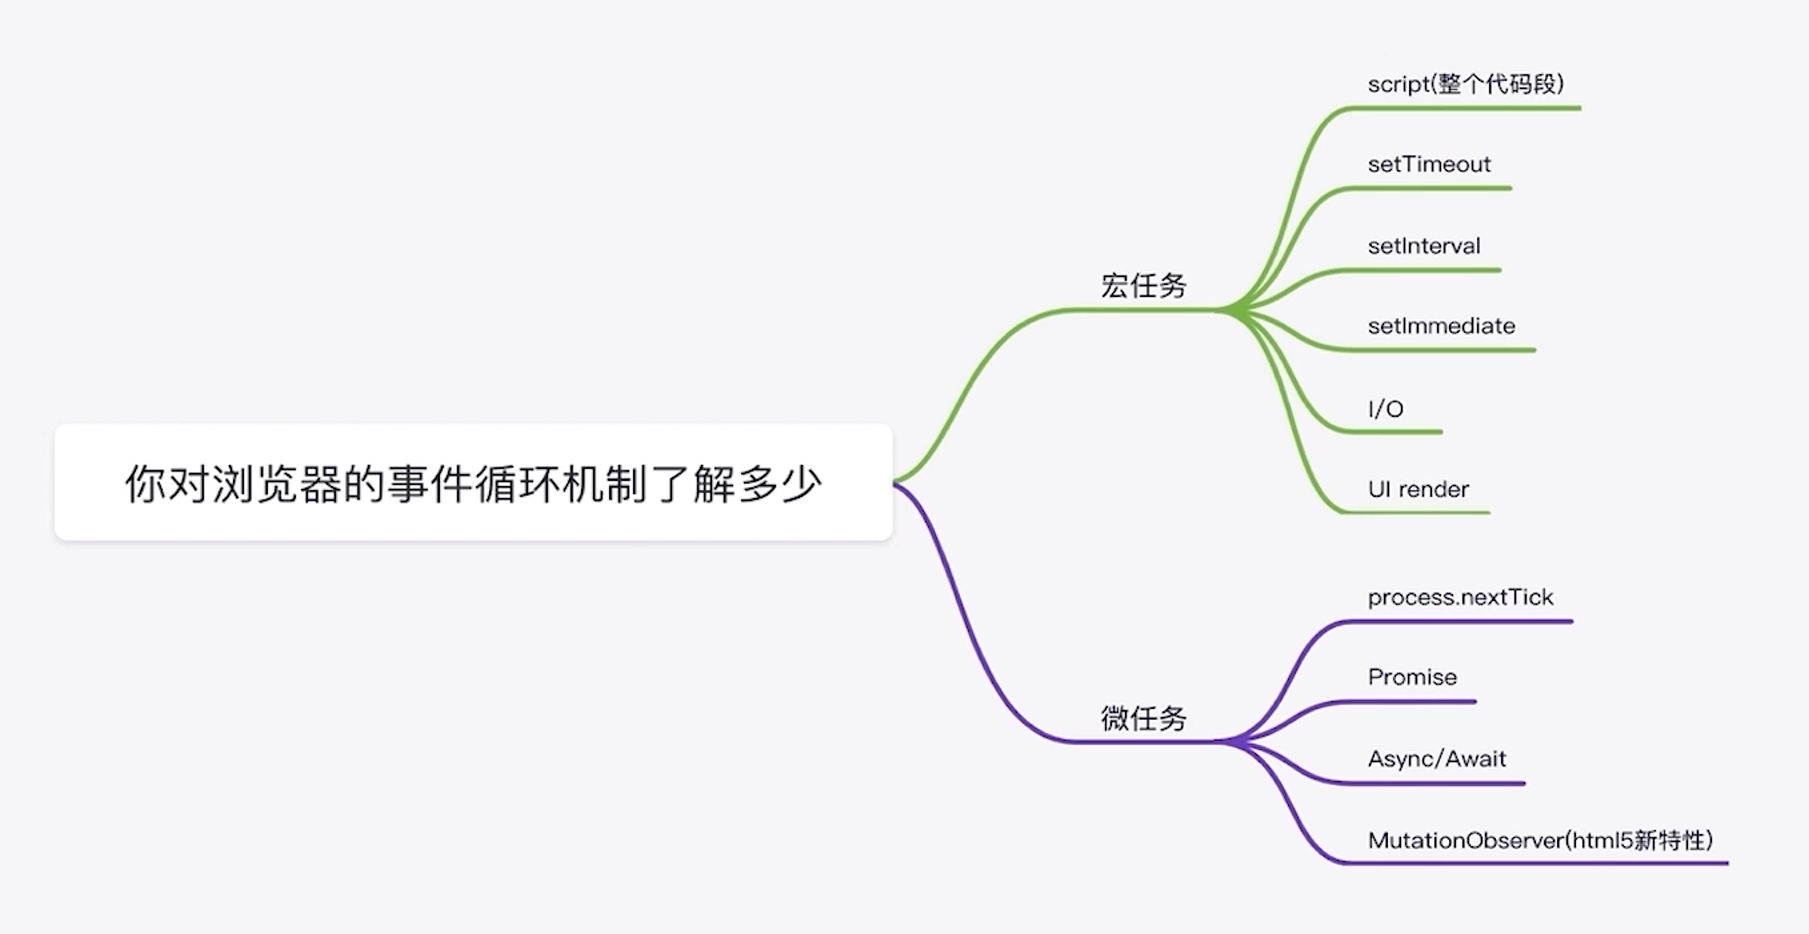 你对浏览器的事件循环机制了解多少
宏任务
script(整个代码段)
setTimeout
setInterval
setImmediate
I/O
UI render
微任务
process.nextTick
Promise
Async/Await
MutationObserver(html5新特性)